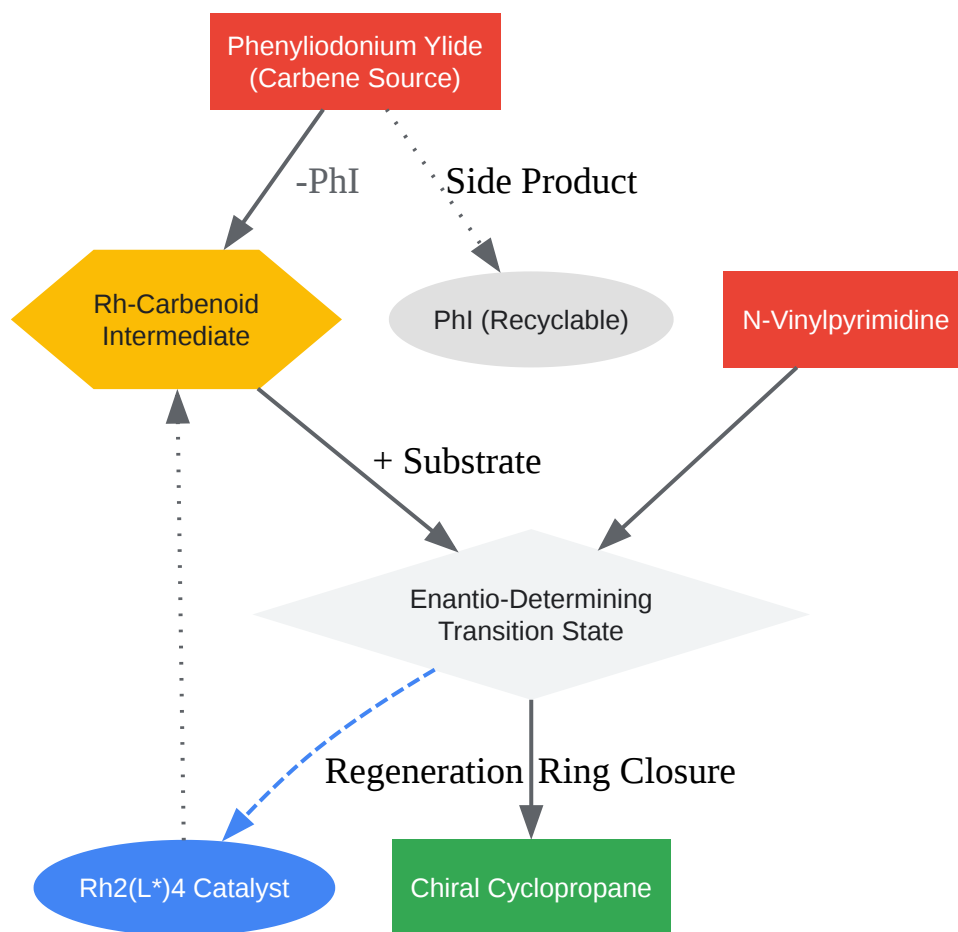 Phenyliodonium Ylide
(Carbene Source)
-PhI
Side Product
Rh-Carbenoid
Intermediate
PhI (Recyclable)
N-Vinylpyrimidine
+ Substrate
Enantio-Determining
Transition State
Regeneration
Ring Closure
Rh2(L*)4 Catalyst
Chiral Cyclopropane